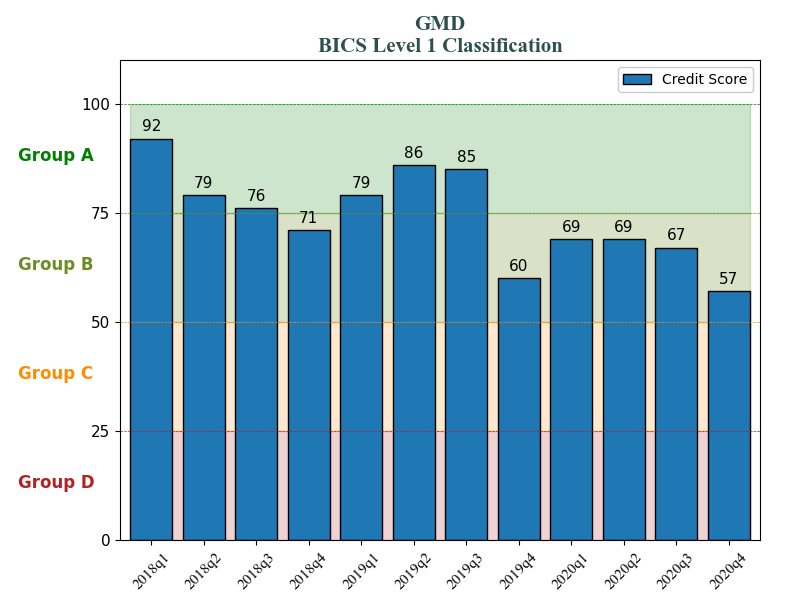 GMD
BICS Level 1 Classification
Credit Score
100
75
50
25
0
Group A
Group B
Group C
Group D
92
79
76
71
79
86
85
60
69
69
67
57
2018q1
2018q2
2018q3
2018q4
2019q1
2019q2
2019q3
2019q4
2020q1
2020q2
2020q3
2020q4